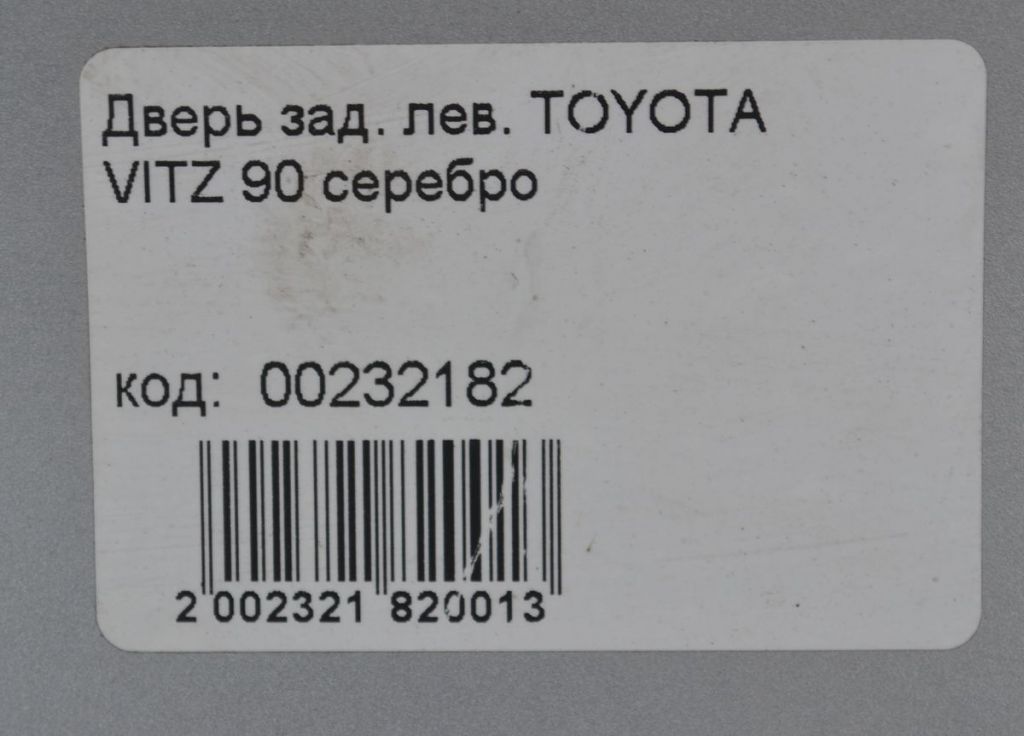 Дверь зад. лев. TOYOTA
VITZ 90 серебро
код: 00232182
2 002321 820013